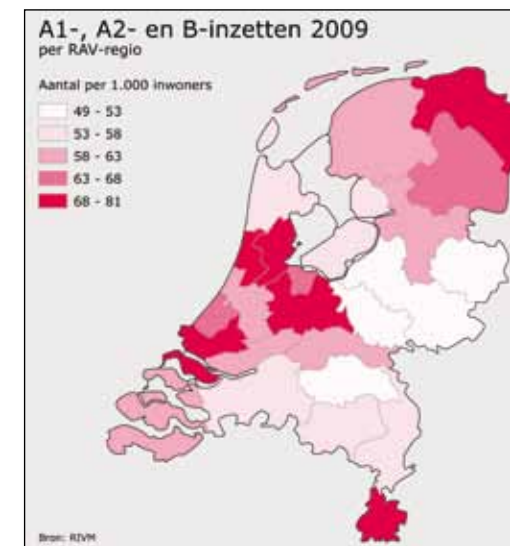 A1-, A2- en B-inzetten 2009
per RAV-regio
Aantal per 1.000 inwoners
49 - 53
53 - 58
58 - 63
63 - 68
68 - 81
Bron: RIVM